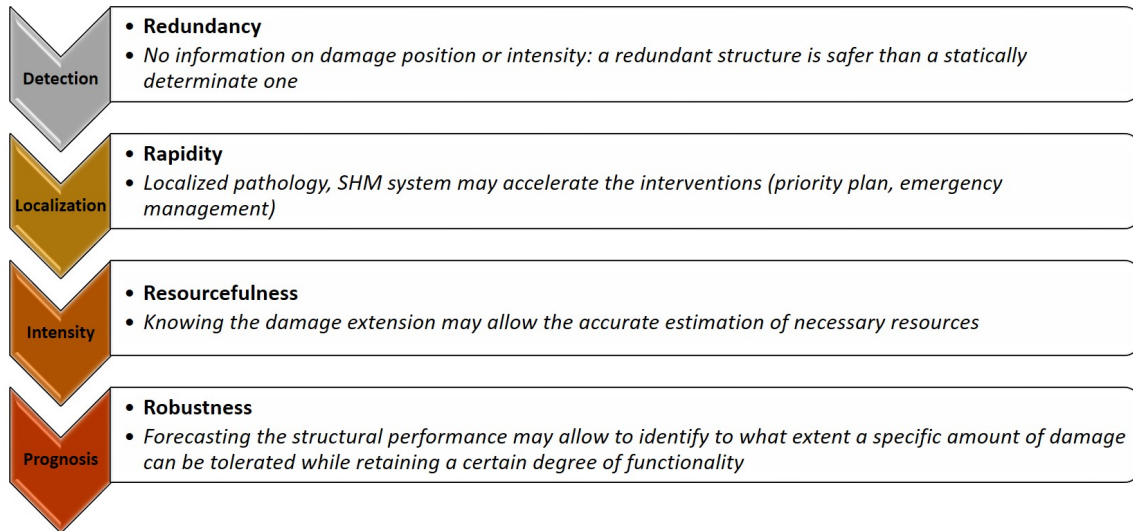 Detection
• Redundancy
• No information on damage position or intensity: a redundant structure is safer than a statically
determinate one
Localization
• Rapidity
• Localized pathology, SHM system may accelerate the interventions (priority plan, emergency
management)
Intensity
• Resourcefulness
• Knowing the damage extension may allow the accurate estimation of necessary resources
Prognosis
• Robustness
• Forecasting the structural performance may allow to identify to what extent a specific amount of damage
can be tolerated while retaining a certain degree of functionality